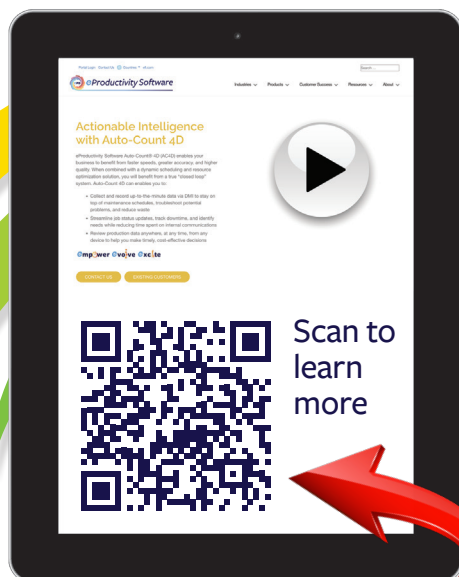 eProductivity Software
Industries Products Customer Success Resources About
Actionable Intelligence
with Auto-Count 4D
eProductivity Software Auto-Count® 4D (AC4D) enables your
business to benefit from faster speeds, greater accuracy, and higher
quality. When combined with a dynamic scheduling and resource
optimization solution, you will benefit from a true "closed loop"
system. Auto-Count 4D can enables you to:
• Collect and record up-to-the-minute data via DMI to stay on
top of maintenance schedules, troubleshoot potential
problems, and reduce waste
• Streamline job status updates, track downtime, and identify
needs while reducing time spent on internal communications
• Review production data anywhere, at any time, from any
device to help you make timely, cost-effective decisions
empower evolve excite
CONTACT US EXISTING CUSTOMERS
Scan to
learn
more